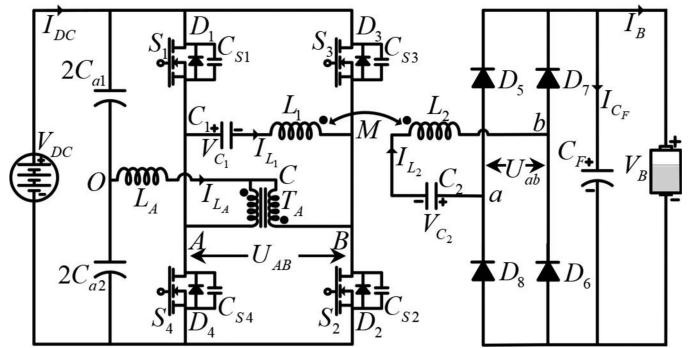 I_DC D_1 D_3 I_B
S_1 C_S1 S_3 C_S3
2C_a1 D_5 D_7 I_CF
C_1 L_1 L_2
+ - M b
V_DC V_C1 I_L1 I_L2 C_2 U_ab C_F + V_B
O C - + a
L_A I_LA T_A V_C2
A B
U_AB
2C_a2 C_S4 C_S2 D_8 D_6
S_4 D_4 S_2 D_2